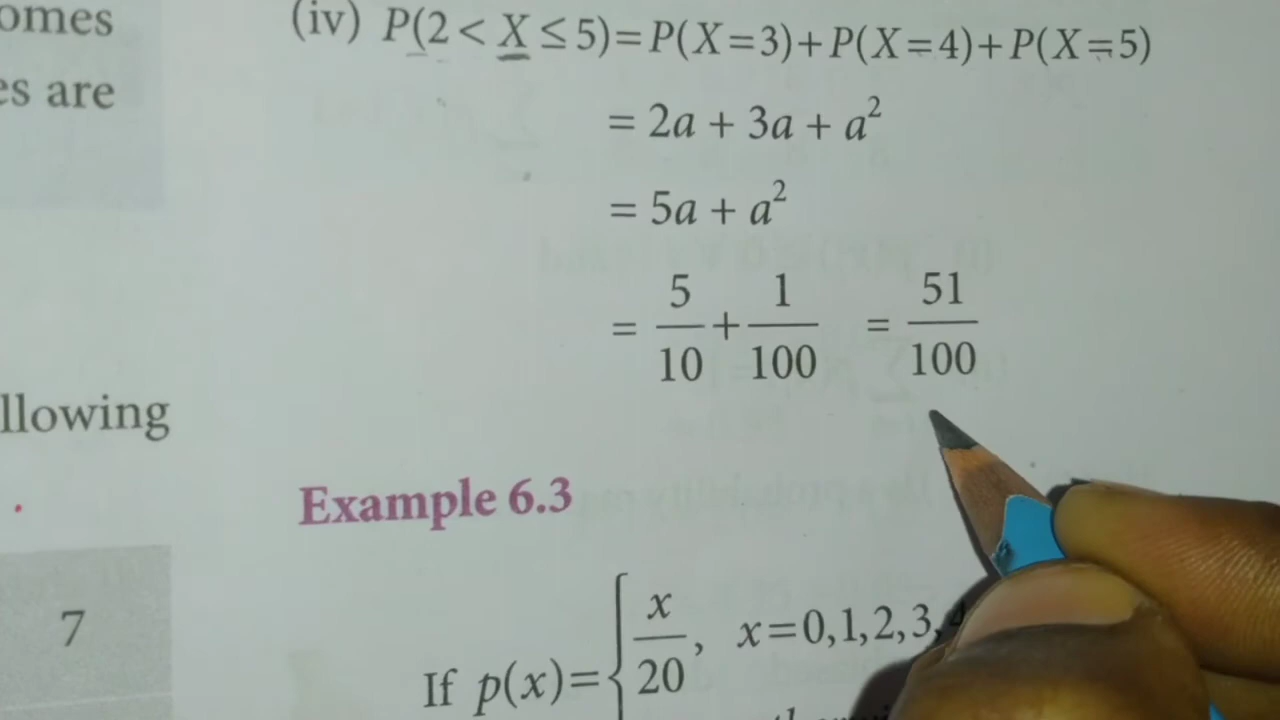 omes
es are
(iv) P(2 < X ≤ 5)= P(X=3)+P(X=4)+P(X=5)
= 2a + 3a + a²
= 5a + a²
= 5/10 + 1/100 = 51/100
llowing
Example 6.3
7
If p(x)= { x/20, x=0,1,2,3,